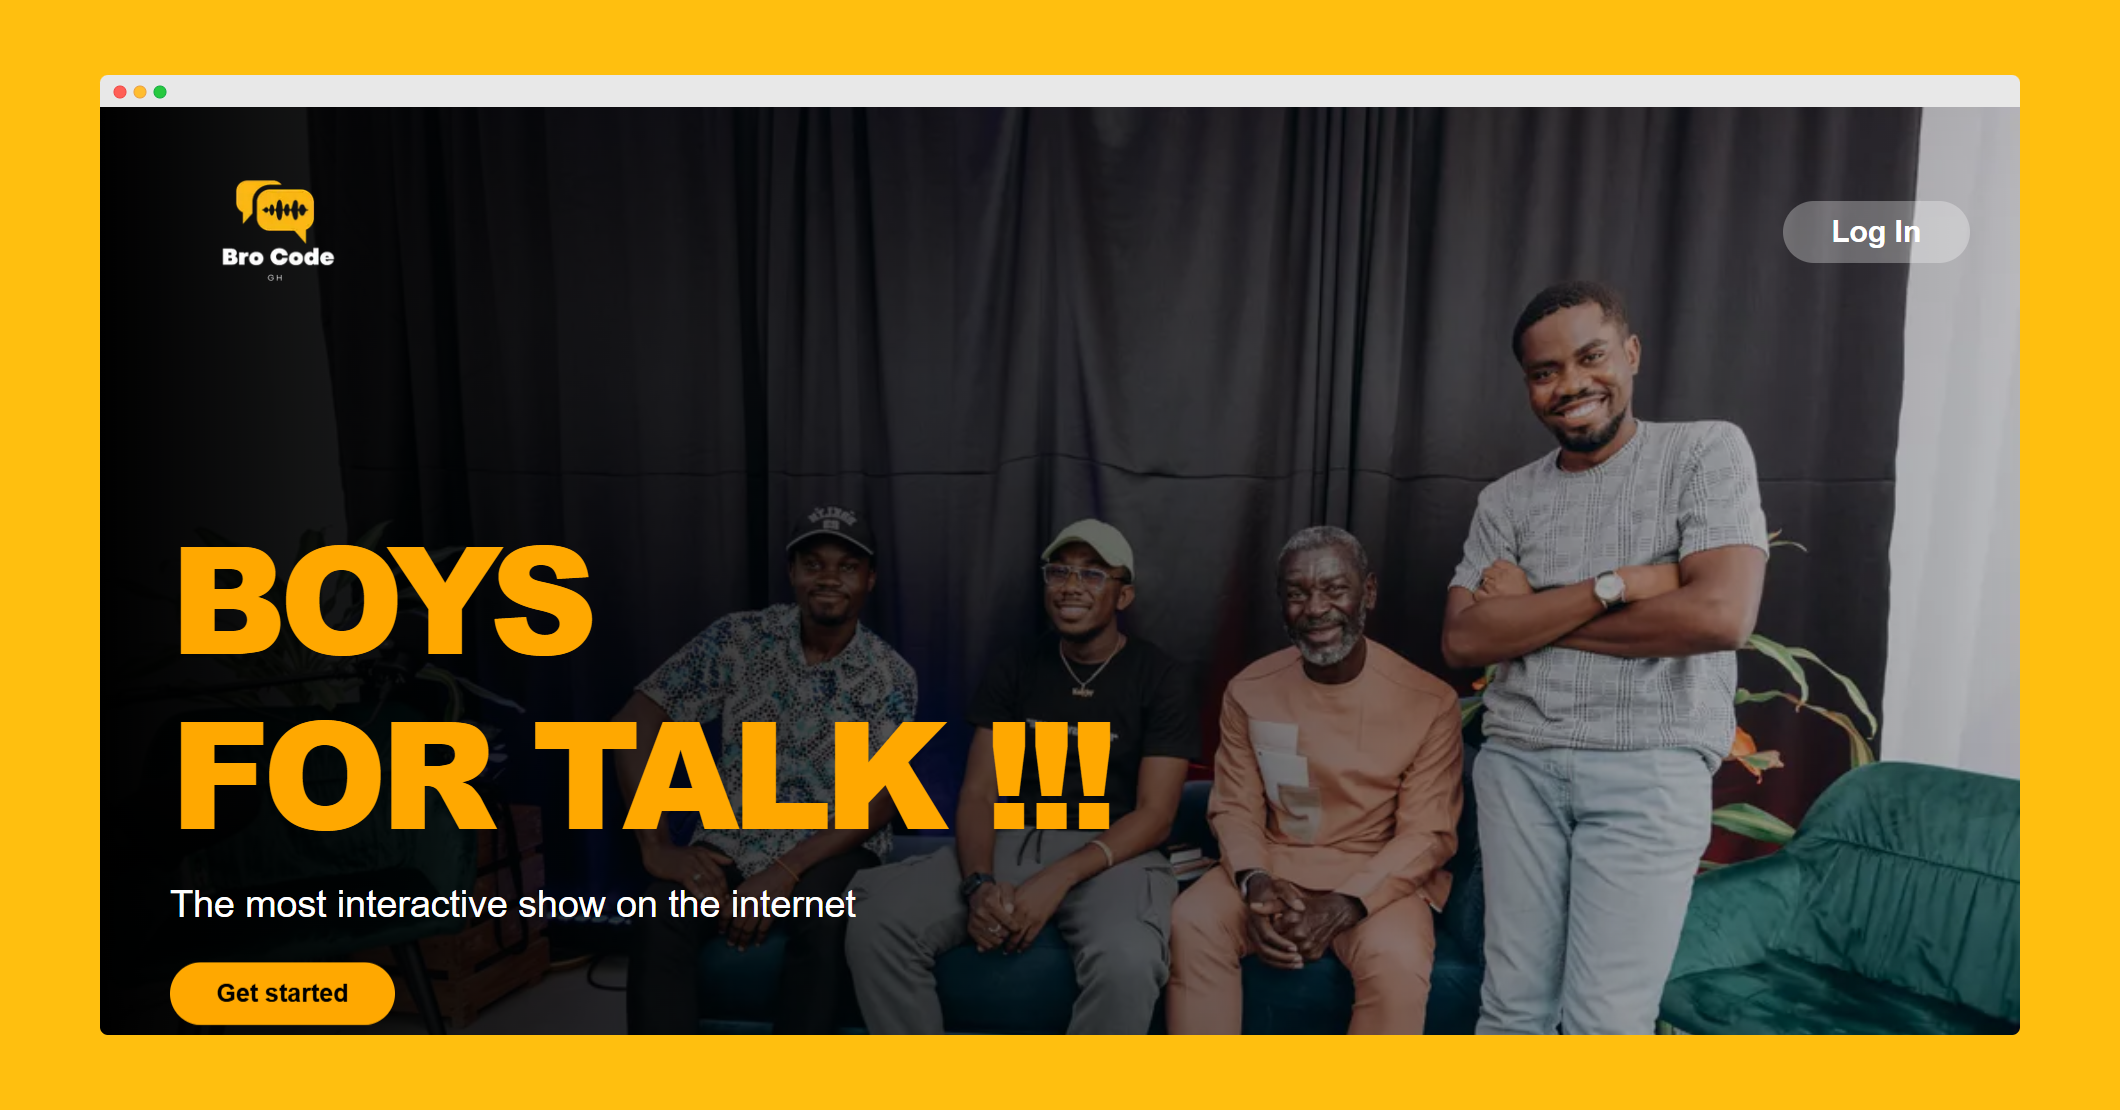 Bro Code
GH
Log In
BOYS
FOR TALK !!!
The most interactive show on the internet
Get started